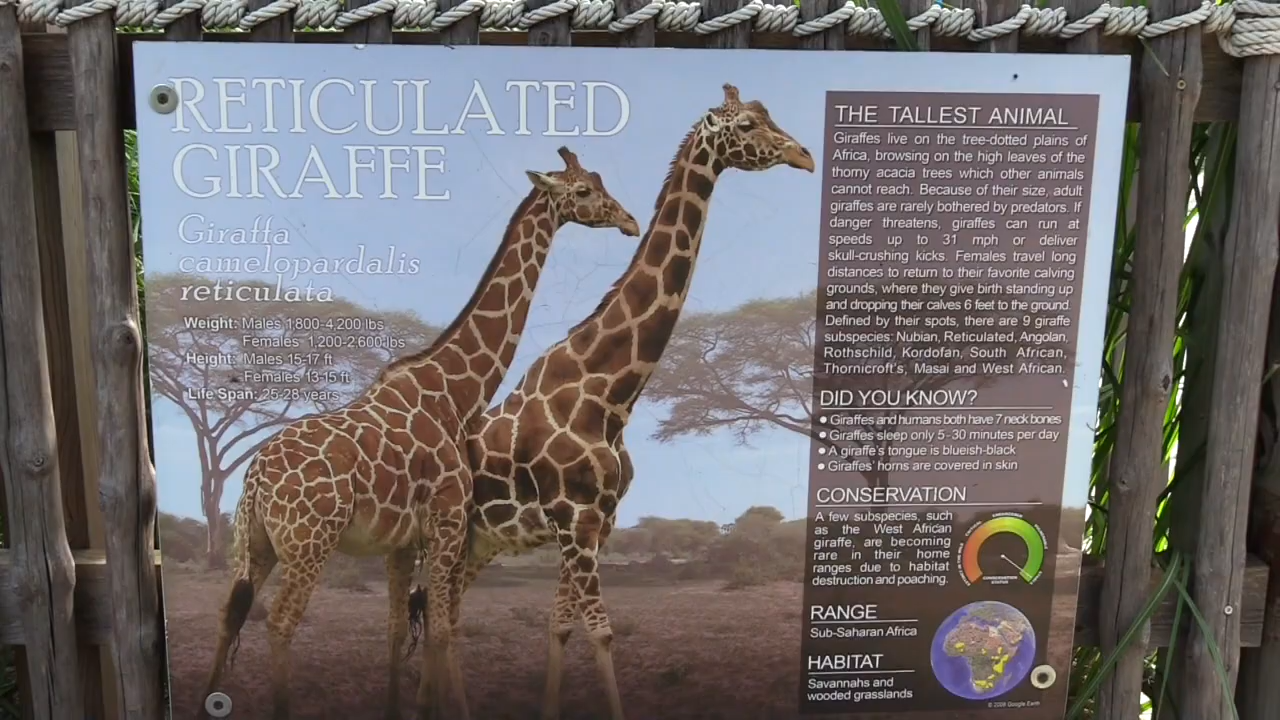 RETICULATED
GIRAFFE
Giraffa
camelopardalis
reticulata
Weight: Males 1,800-4,200 lbs
Females 1,200-2,600 lbs
Height: Males 15-17 ft
Females 13-15 ft
Life Span: 25-28 years
THE TALLEST ANIMAL
Giraffes live on the tree-dotted plains of
Africa, browsing on the high leaves of the
thorny acacia trees which other animals
cannot reach. Because of their size, adult
giraffes are rarely bothered by predators. If
danger threatens, giraffes can run at
speeds up to 31 mph or deliver
skull-crushing kicks. Females travel long
distances to return to their favorite calving
grounds, where they give birth standing up
and dropping their calves 6 feet to the ground.
Defined by their spots, there are 9 giraffe
subspecies: Nubian, Reticulated, Angolan,
Rothschild, Kordofan, South African,
Thornicroft's, Masai and West African.
DID YOU KNOW?
• Giraffes and humans both have 7 neck bones
• Giraffes sleep only 5-30 minutes per day
• A giraffe's tongue is blueish-black
• Giraffes' horns are covered in skin
CONSERVATION
A few subspecies, such
as the West African
giraffe, are becoming
rare in their home
ranges due to habitat
destruction and poaching.
CONSERVATION
STATUS
RANGE
Sub-Saharan Africa
HABITAT
Savannahs and
wooded grasslands
© 2008 Google Earth